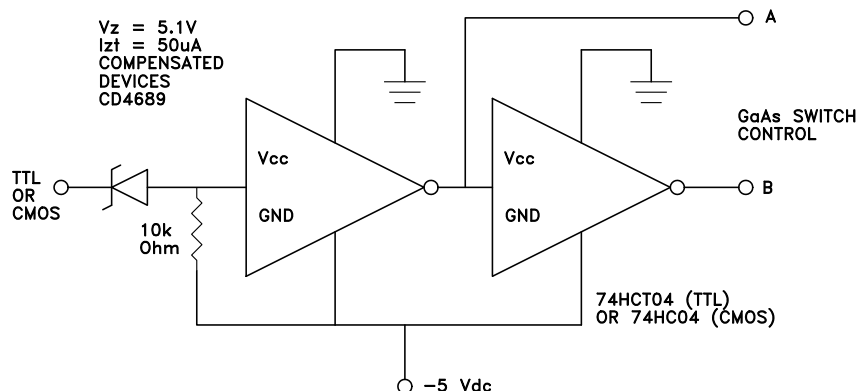 Vz = 5.1V
Izt = 50uA
COMPENSATED
DEVICES
CD4689
A
GaAs SWITCH
CONTROL
Vcc
Vcc
TTL
OR
CMOS
B
GND
GND
10k
Ohm
74HCT04 (TTL)
OR 74HC04 (CMOS)
-5 Vdc